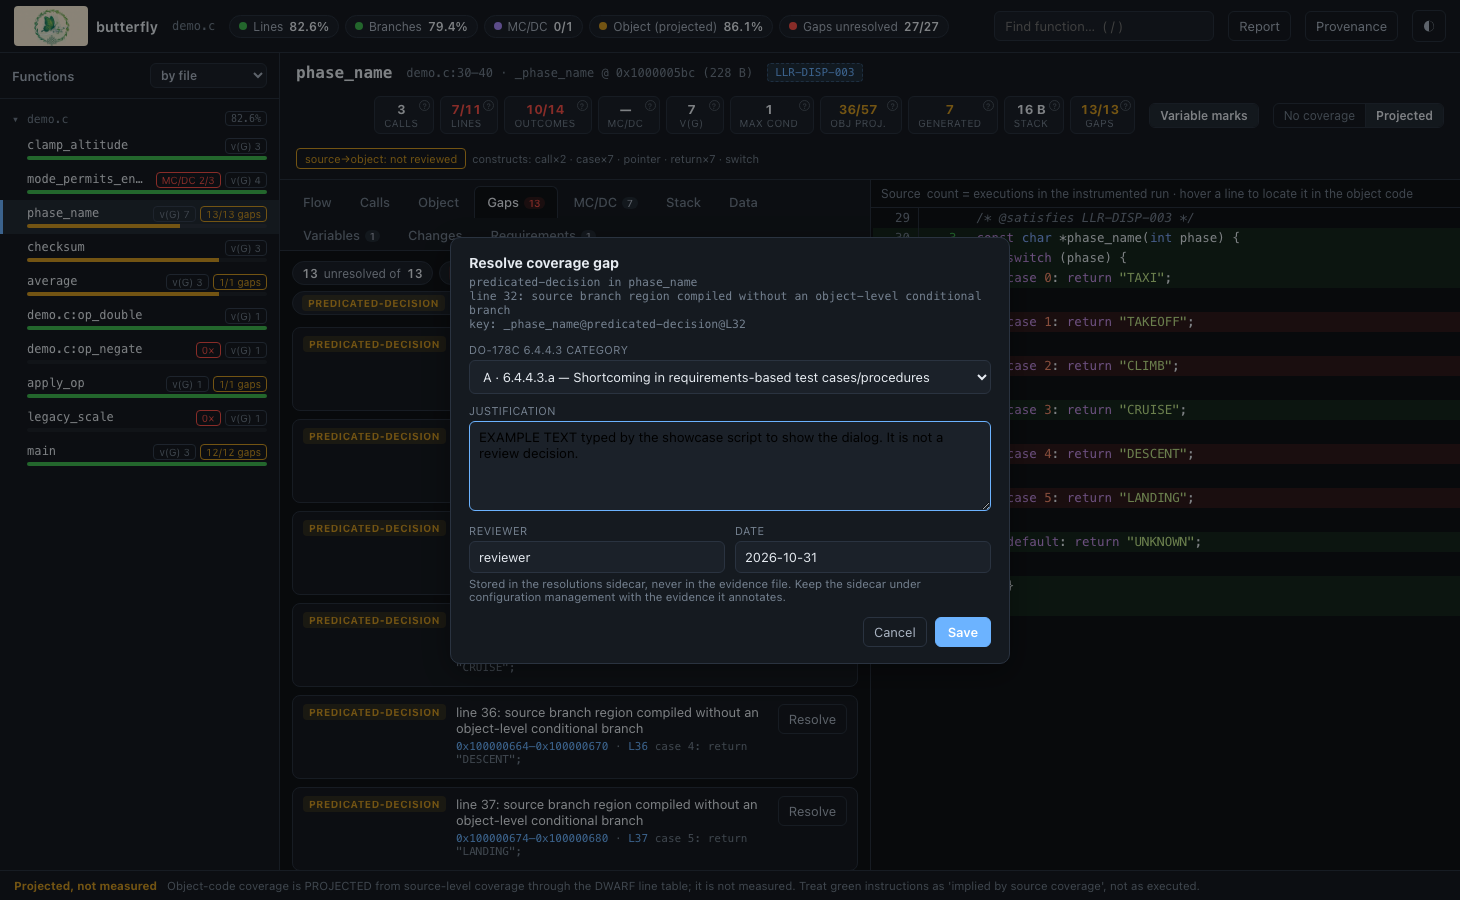 butterfly demo.c Lines 82.6% Branches 79.4% MC/DC 0/1 Object (projected) 86.1% Gaps unresolved 27/27 Find function... ( / ) Report Provenance
Functions by file
demo.c 82.6%
clamp_altitude v(G) 3
mode_permits_en… MC/DC 2/3 v(G) 4
phase_name v(G) 7 13/13 gaps
checksum v(G) 3
average v(G) 3 1/1 gaps
demo.c:op_double v(G) 1
demo.c:op_negate 0x v(G) 1
apply_op v(G) 1 1/1 gaps
legacy_scale 0x v(G) 1
main v(G) 3 12/12 gaps
phase_name demo.c:30–40 · _phase_name @ 0x1000005bc (228 B) LLR-DISP-003
3 ? 7/11 ? 10/14 ? — ? 7 ? 1 ? 36/57 ? 7 ? 16 B ? 13/13 ?
CALLS LINES OUTCOMES MC/DC V(G) MAX COND OBJ PROJ. GENERATED STACK GAPS
Variable marks No coverage Projected
source→object: not reviewed constructs: call×2 · case×7 · pointer · return×7 · switch
Flow Calls Object Gaps 13 MC/DC 7 Stack Data
Variables 1 Changes Requirements 1
13 unresolved of 13
PREDICATED-DECISION
PREDICATED-DECISION
PREDICATED-DECISION
PREDICATED-DECISION
PREDICATED-DECISION
"CRUISE";
PREDICATED-DECISION line 36: source branch region compiled without an Resolve
object-level conditional branch
0x100000664–0x100000670 · L36 case 4: return
"DESCENT";
PREDICATED-DECISION line 37: source branch region compiled without an Resolve
object-level conditional branch
0x100000674–0x100000680 · L37 case 5: return
"LANDING";
Source count = executions in the instrumented run · hover a line to locate it in the object code
29 /* @satisfies LLR-DISP-003 */
30 3 const char *phase_name(int phase) {
switch (phase) {
case 0: return "TAXI";
case 1: return "TAKEOFF";
case 2: return "CLIMB";
case 3: return "CRUISE";
case 4: return "DESCENT";
case 5: return "LANDING";
default: return "UNKNOWN";
}
Resolve coverage gap
predicated-decision in phase_name
line 32: source branch region compiled without an object-level conditional
branch
key: _phase_name@predicated-decision@L32
DO-178C 6.4.4.3 CATEGORY
A · 6.4.4.3.a — Shortcoming in requirements-based test cases/procedures
JUSTIFICATION
EXAMPLE TEXT typed by the showcase script to show the dialog. It is not a
review decision.
REVIEWER DATE
reviewer 2026-10-31
Stored in the resolutions sidecar, never in the evidence file. Keep the sidecar under
configuration management with the evidence it annotates.
Cancel Save
Projected, not measured Object-code coverage is PROJECTED from source-level coverage through the DWARF line table; it is not measured. Treat green instructions as 'implied by source coverage', not as executed.